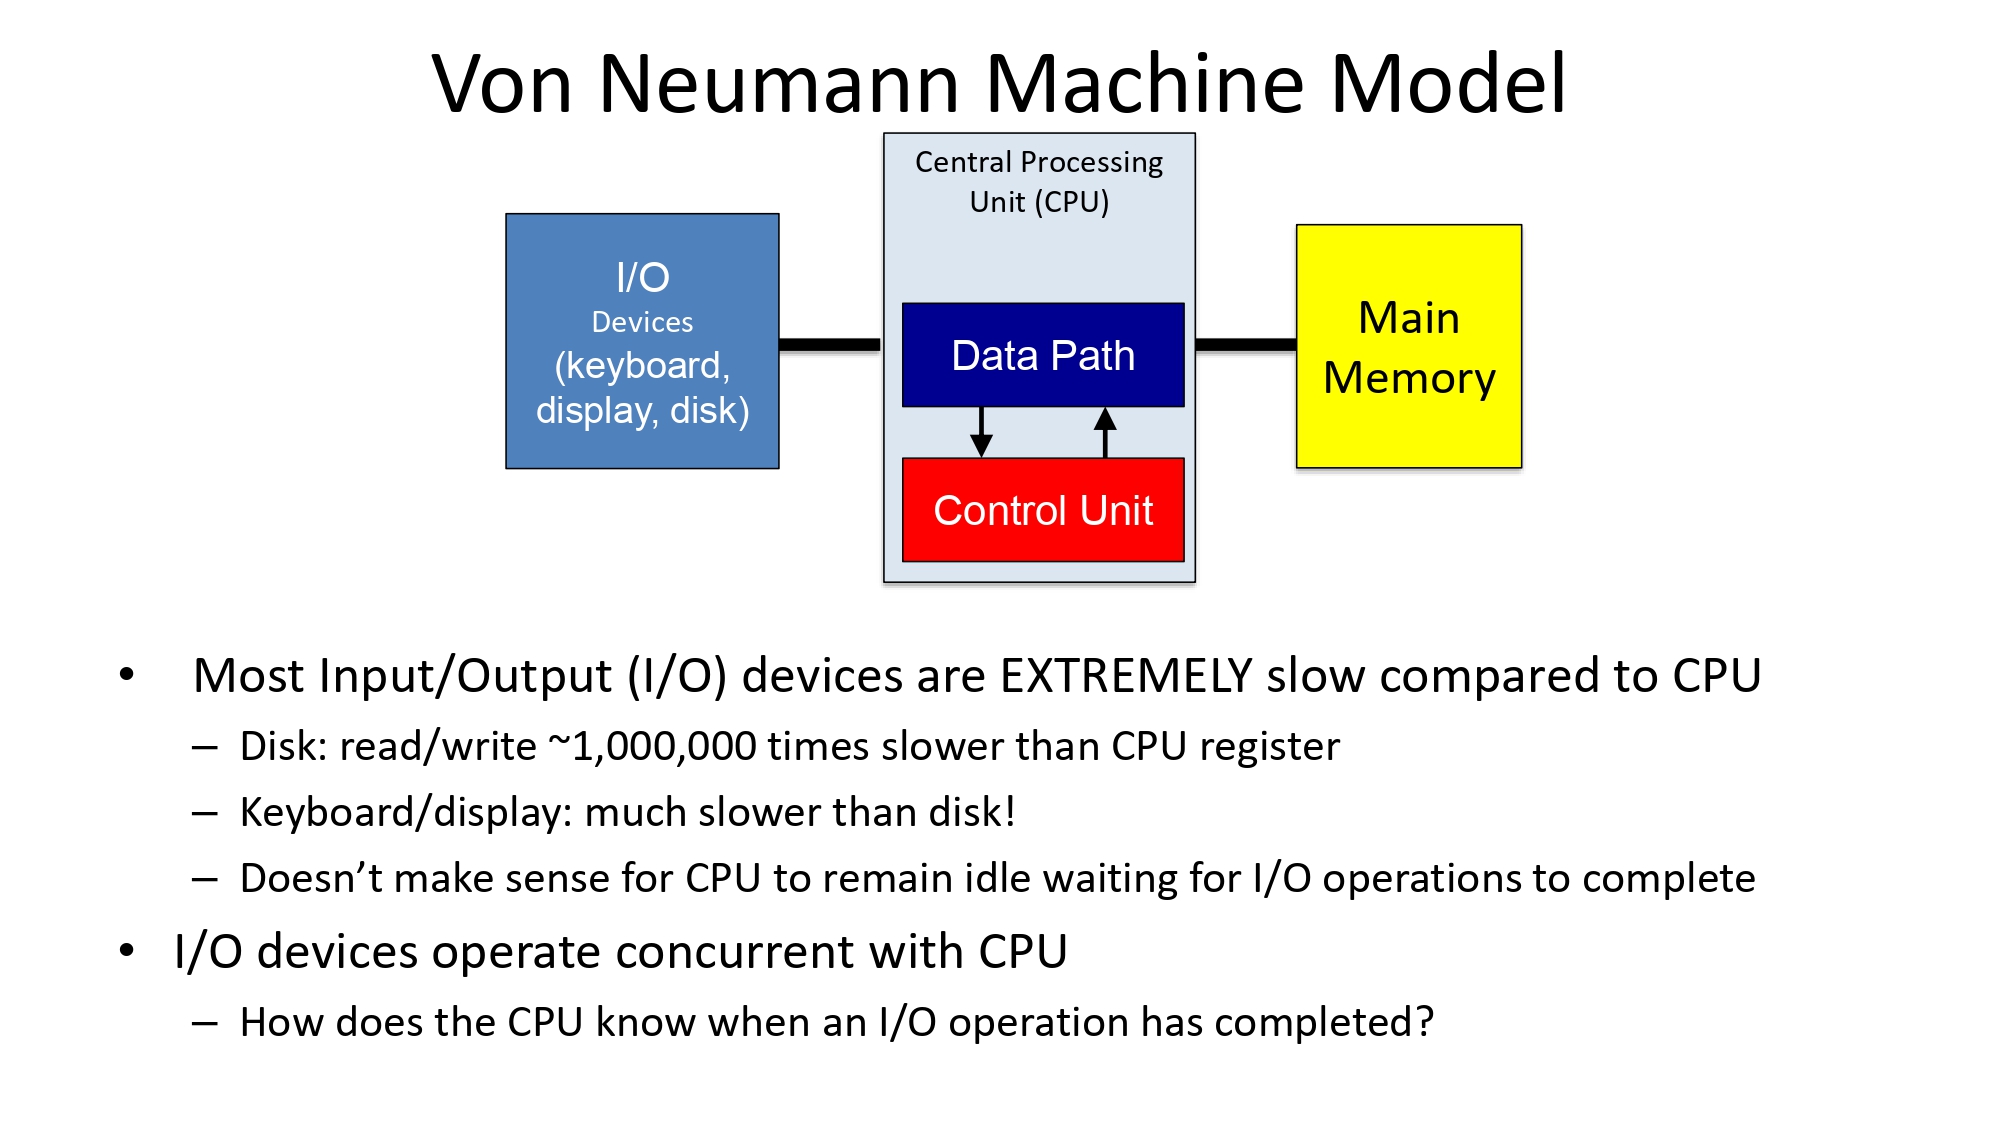 Von Neumann Machine Model
Central Processing
Unit (CPU)
I/O
Devices
(keyboard,
display, disk)
Data Path
Control Unit
Main
Memory
• Most Input/Output (I/O) devices are EXTREMELY slow compared to CPU
– Disk: read/write ~1,000,000 times slower than CPU register
– Keyboard/display: much slower than disk!
– Doesn’t make sense for CPU to remain idle waiting for I/O operations to complete
• I/O devices operate concurrent with CPU
– How does the CPU know when an I/O operation has completed?